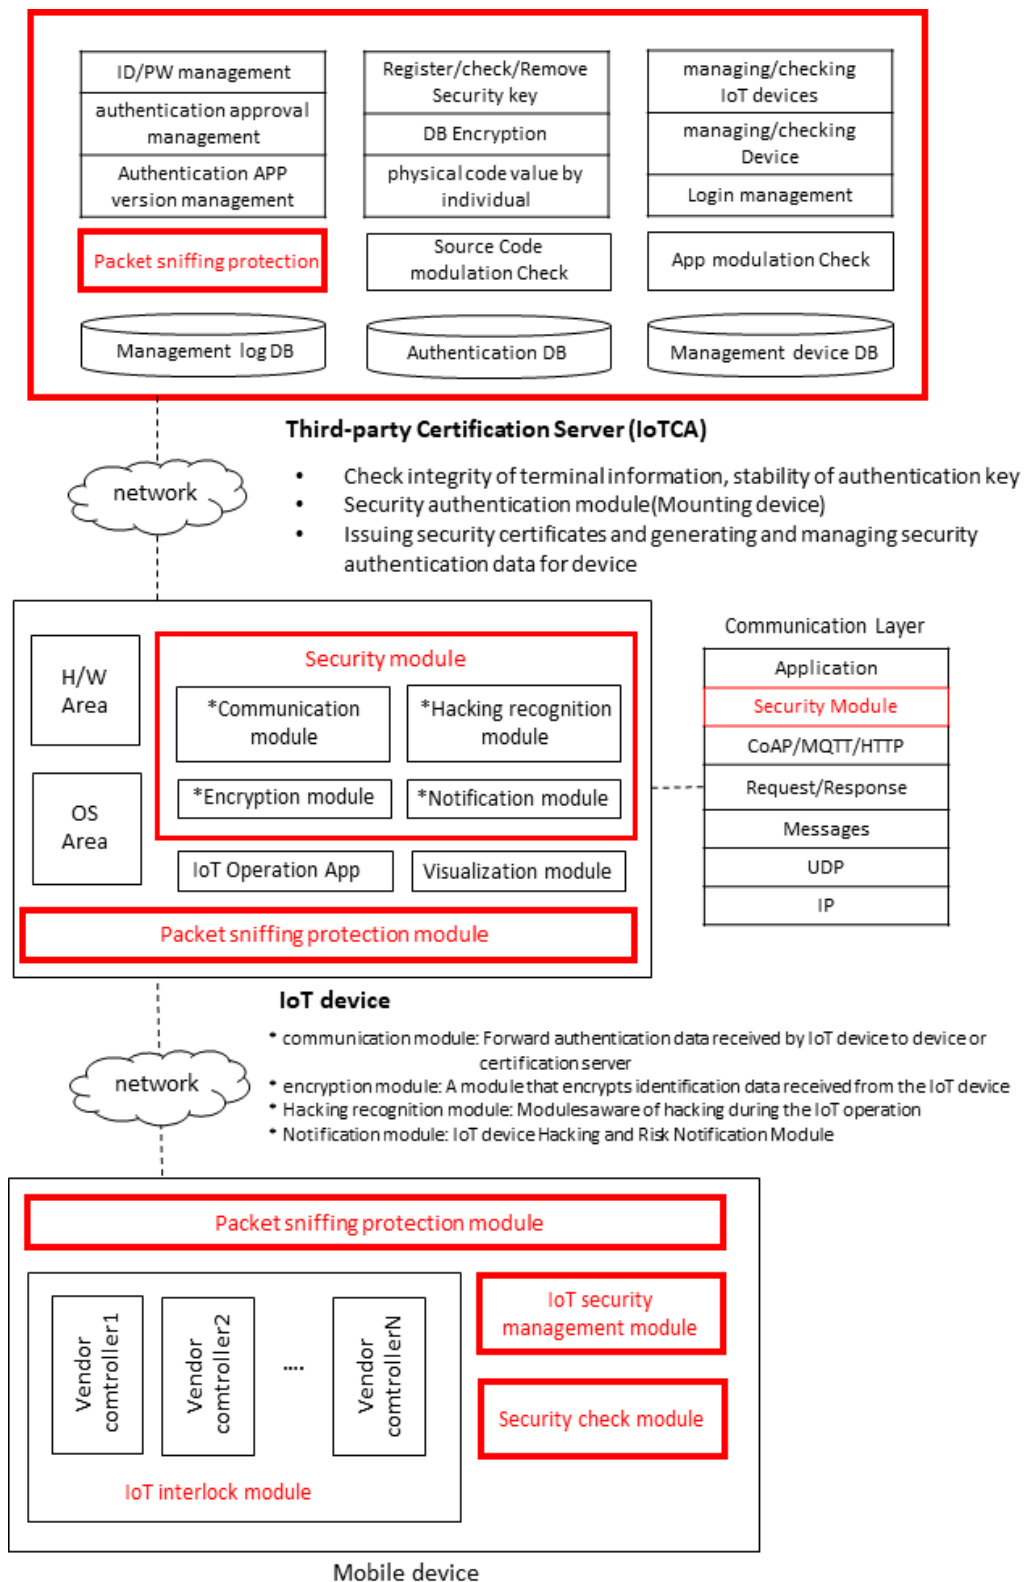 ID/PW management
authentication approval
management
Authentication APP
version management
Register/check/Remove
Security key
DB Encryption
physical code value by
individual
managing/checking
IoT devices
managing/checking
Device
Login management
Packet sniffing protection
Source Code
modulation Check
App modulation Check
Management log DB
Authentication DB
Management device DB
Third-party Certification Server (IoTCA)
network
• Check integrity of terminal information, stability of authentication key
• Security authentication module(Mounting device)
• Issuing security certificates and generating and managing security
authentication data for device
H/W
Area
OS
Area
Security module
*Communication
module
*Hacking recognition
module
*Encryption module
*Notification module
IoT Operation App
Visualization module
Packet sniffing protection module
Communication Layer
Application
Security Module
CoAP/MQTT/HTTP
Request/Response
Messages
UDP
IP
IoT device
* communication module: Forward authentication data received by IoT device to device or
certification server
* encryption module: A module that encrypts identification data received from the IoT device
* Hacking recognition module: Modules aware of hacking during the IoT operation
* Notification module: IoT device Hacking and Risk Notification Module
network
Packet sniffing protection module
Vendor
comtroller1
Vendor
comtroller2
....
Vendor
comtrollerN
IoT interlock module
IoT security
management module
Security check module
Mobile device